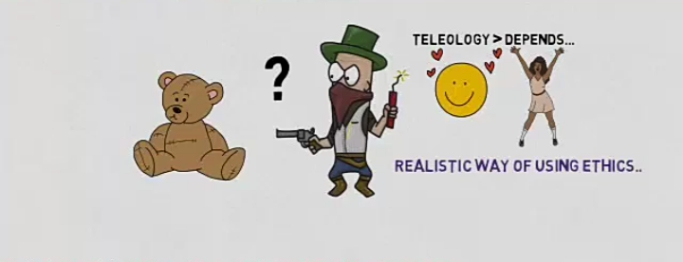 TELEOLOGY > DEPENDS...
?
REALISTIC WAY OF USING ETHICS..